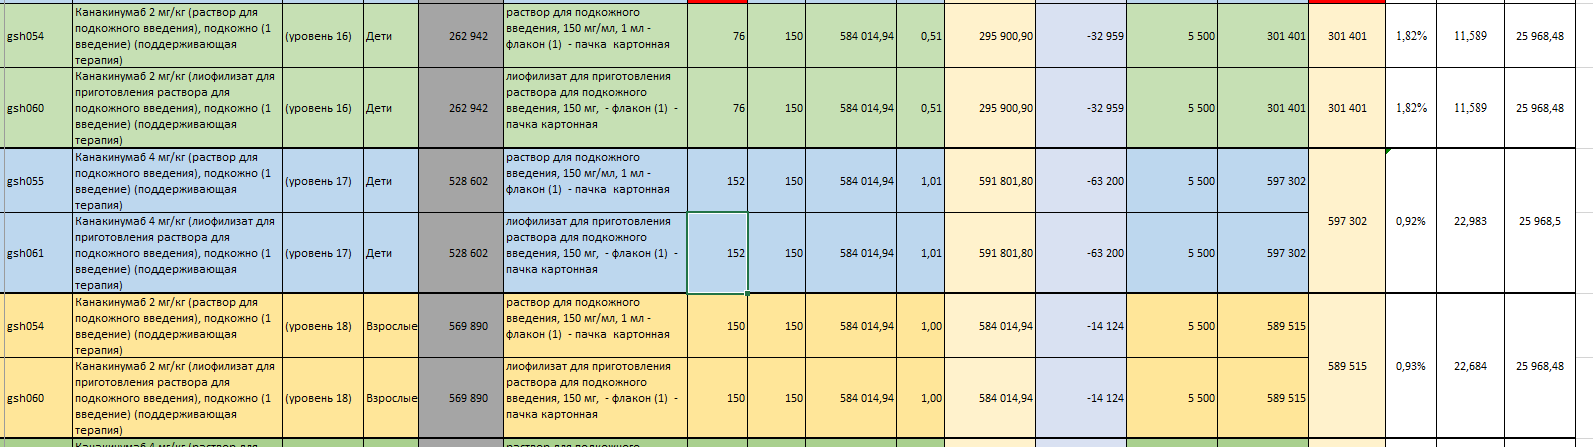 gsh054
Канакинумаб 2 мг/кг (раствор для
подкожного введения), подкожно (1
введение) (поддерживающая
терапия)
(уровень 16)
Дети
262 942
раствор для подкожного
введения, 150 мг/мл, 1 мл -
флакон (1) - пачка картонная
76
150
584 014,94
0,51
295 900,90
-32 959
5 500
301 401
301 401
1,82%
11,589
25 968,48
gsh060
Канакинумаб 2 мг/кг (лиофилизат для
приготовления раствора для
подкожного введения), подкожно (1
введение) (поддерживающая
терапия)
(уровень 16)
Дети
262 942
лиофилизат для приготовления
раствора для подкожного
введения, 150 мг, - флакон (1) -
пачка картонная
76
150
584 014,94
0,51
295 900,90
-32 959
5 500
301 401
301 401
1,82%
11,589
25 968,48
gsh055
Канакинумаб 4 мг/кг (раствор для
подкожного введения), подкожно (1
введение) (поддерживающая
терапия)
(уровень 17)
Дети
528 602
раствор для подкожного
введения, 150 мг/мл, 1 мл -
флакон (1) - пачка картонная
152
150
584 014,94
1,01
591 801,80
-63 200
5 500
597 302
597 302
0,92%
22,983
25 968,5
gsh061
Канакинумаб 4 мг/кг (лиофилизат для
приготовления раствора для
подкожного введения), подкожно (1
введение) (поддерживающая
терапия)
(уровень 17)
Дети
528 602
лиофилизат для приготовления
раствора для подкожного
введения, 150 мг, - флакон (1) -
пачка картонная
152
150
584 014,94
1,01
591 801,80
-63 200
5 500
597 302
gsh054
Канакинумаб 2 мг/кг (раствор для
подкожного введения), подкожно (1
введение) (поддерживающая
терапия)
(уровень 18)
Взрослые
569 890
раствор для подкожного
введения, 150 мг/мл, 1 мл -
флакон (1) - пачка картонная
150
150
584 014,94
1,00
584 014,94
-14 124
5 500
589 515
589 515
0,93%
22,684
25 968,48
gsh060
Канакинумаб 2 мг/кг (лиофилизат для
приготовления раствора для
подкожного введения), подкожно (1
введение) (поддерживающая
терапия)
(уровень 18)
Взрослые
569 890
лиофилизат для приготовления
раствора для подкожного
введения, 150 мг, - флакон (1) -
пачка картонная
150
150
584 014,94
1,00
584 014,94
-14 124
5 500
589 515